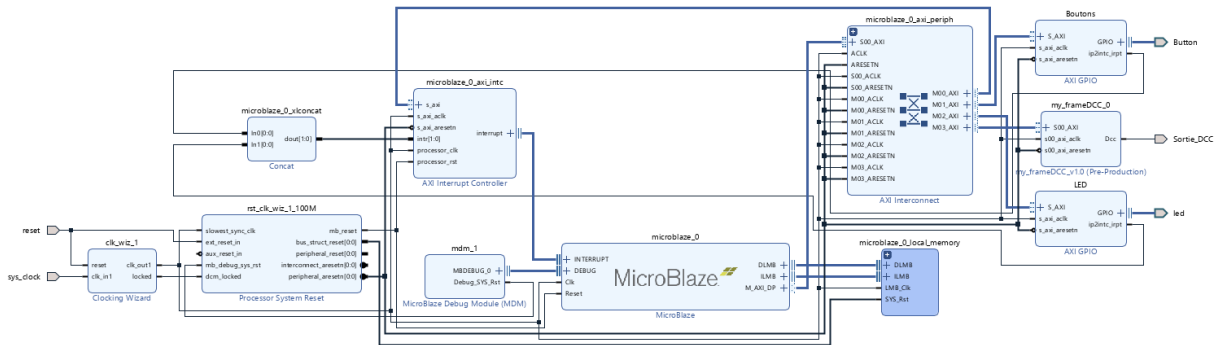 reset
sys_clock
clk_wiz_1
reset
clk_in1
clk_out1
locked
Clocking Wizard
rst_clk_wiz_1_100M
slowest_sync_clk
ext_reset_in
aux_reset_in
mb_debug_sys_rst
dcm_locked
mb_reset
bus_struct_reset[0:0]
peripheral_reset[0:0]
interconnect_aresetn[0:0]
peripheral_aresetn[0:0]
Processor System Reset
microblaze_0_xlconcat
In0[0:0]
In1[0:0]
dout[1:0]
Concat
microblaze_0_axi_intc
s_axi
s_axi_aclk
s_axi_aresetn
intr[1:0]
processor_clk
processor_rst
interrupt
AXI Interrupt Controller
mdm_1
MBDEBUG_0
Debug_SYS_Rst
MicroBlaze Debug Module (MDM)
microblaze_0
INTERRUPT
DEBUG
Clk
Reset
MicroBlaze
DLMB
ILMB
M_AXI_DP
MicroBlaze
microblaze_0_axi_periph
S00_AXI
ACLK
ARESETN
S00_ACLK
S00_ARESETN
M00_ACLK
M00_ARESETN
M01_ACLK
M01_ARESETN
M02_ACLK
M02_ARESETN
M03_ACLK
M03_ARESETN
M00_AXI
M01_AXI
M02_AXI
M03_AXI
AXI Interconnect
microblaze_0_local_memory
DLMB
ILMB
LMB_Clk
SYS_Rst
Boutons
S_AXI
s_axi_aclk
s_axi_aresetn
GPIO
ip2intc_irpt
AXI GPIO
Button
my_frameDCC_0
S00_AXI
s00_axi_aclk
s00_axi_aresetn
Dcc
my_frameDCC_v1.0 (Pre-Production)
Sortie_DCC
LED
S_AXI
s_axi_aclk
s_axi_aresetn
GPIO
ip2intc_irpt
AXI GPIO
led